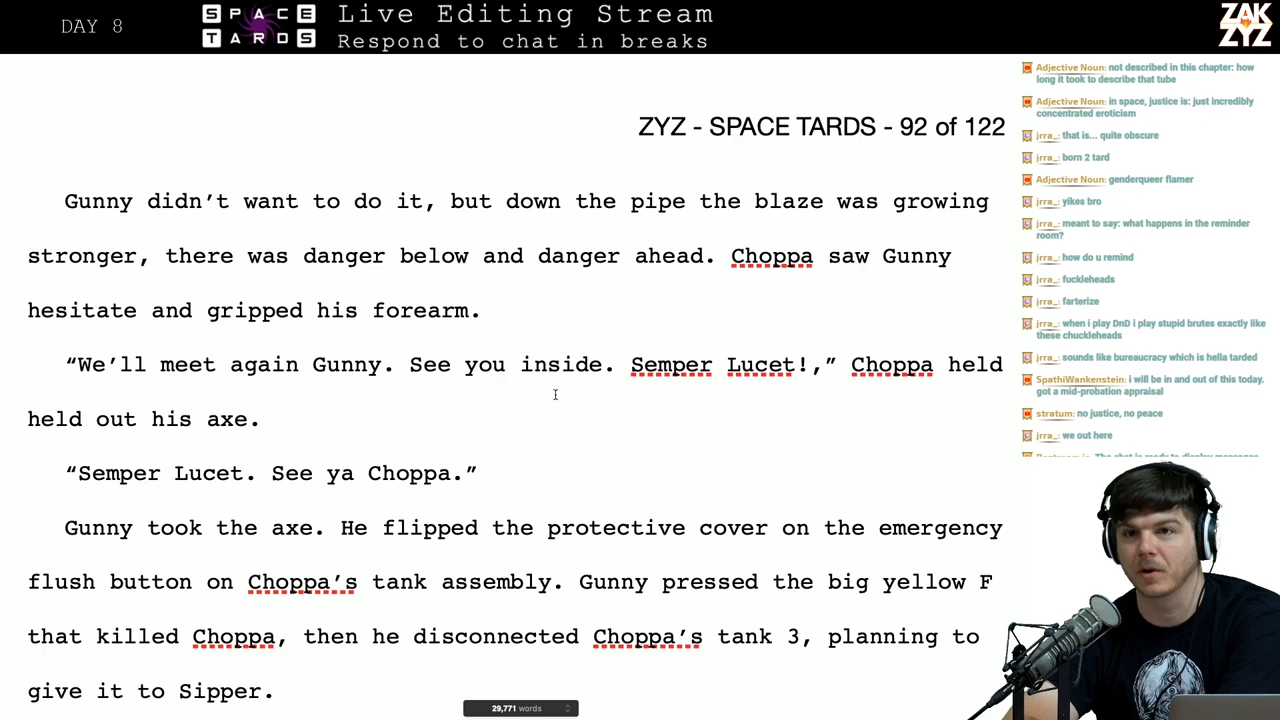 DAY 8
SPACE
TARDS
Live Editing Stream
Respond to chat in breaks
ZAK
ZYZ
ZYZ - SPACE TARDS - 92 of 122
Gunny didn’t want to do it, but down the pipe the blaze was growing
stronger, there was danger below and danger ahead. Choppa saw Gunny
hesitate and gripped his forearm.
“We’ll meet again Gunny. See you inside. Semper Lucet!,” Choppa held
held out his axe.
“Semper Lucet. See ya Choppa.”
Gunny took the axe. He flipped the protective cover on the emergency
flush button on Choppa’s tank assembly. Gunny pressed the big yellow F
that killed Choppa, then he disconnected Choppa’s tank 3, planning to
give it to Sipper.
29,771 words
Adjective Noun: not described in this chapter: how
long it took to describe that tube
Adjective Noun: in space, justice is: just incredibly
concentrated eroticism
jrra_: that is... quite obscure
jrra_: born 2 tard
Adjective Noun: genderqueer flamer
jrra_: yikes bro
jrra_: meant to say: what happens in the reminder
room?
jrra_: how do u remind
jrra_: fuckleheads
jrra_: farterize
jrra_: when i play DnD i play stupid brutes exactly like
these chuckleheads
jrra_: sounds like bureaucracy which is hella tarded
SpathiWankenstein: i will be in and out of this today.
got a mid-probation appraisal
stratum: no justice, no peace
jrra_: we out here